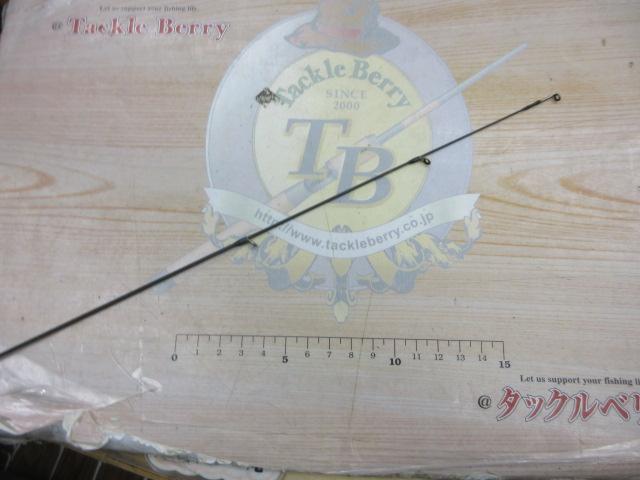 Let us support your fishing life.
@ Tackle Berry
Tackle Berry
SINCE
2000
TB
http://www.tackleberry.co.jp
0 1 2 3 4 5 6 7 8 9 10 11 12 13 14 15
Let us support your fishing life
@ タックルベリ